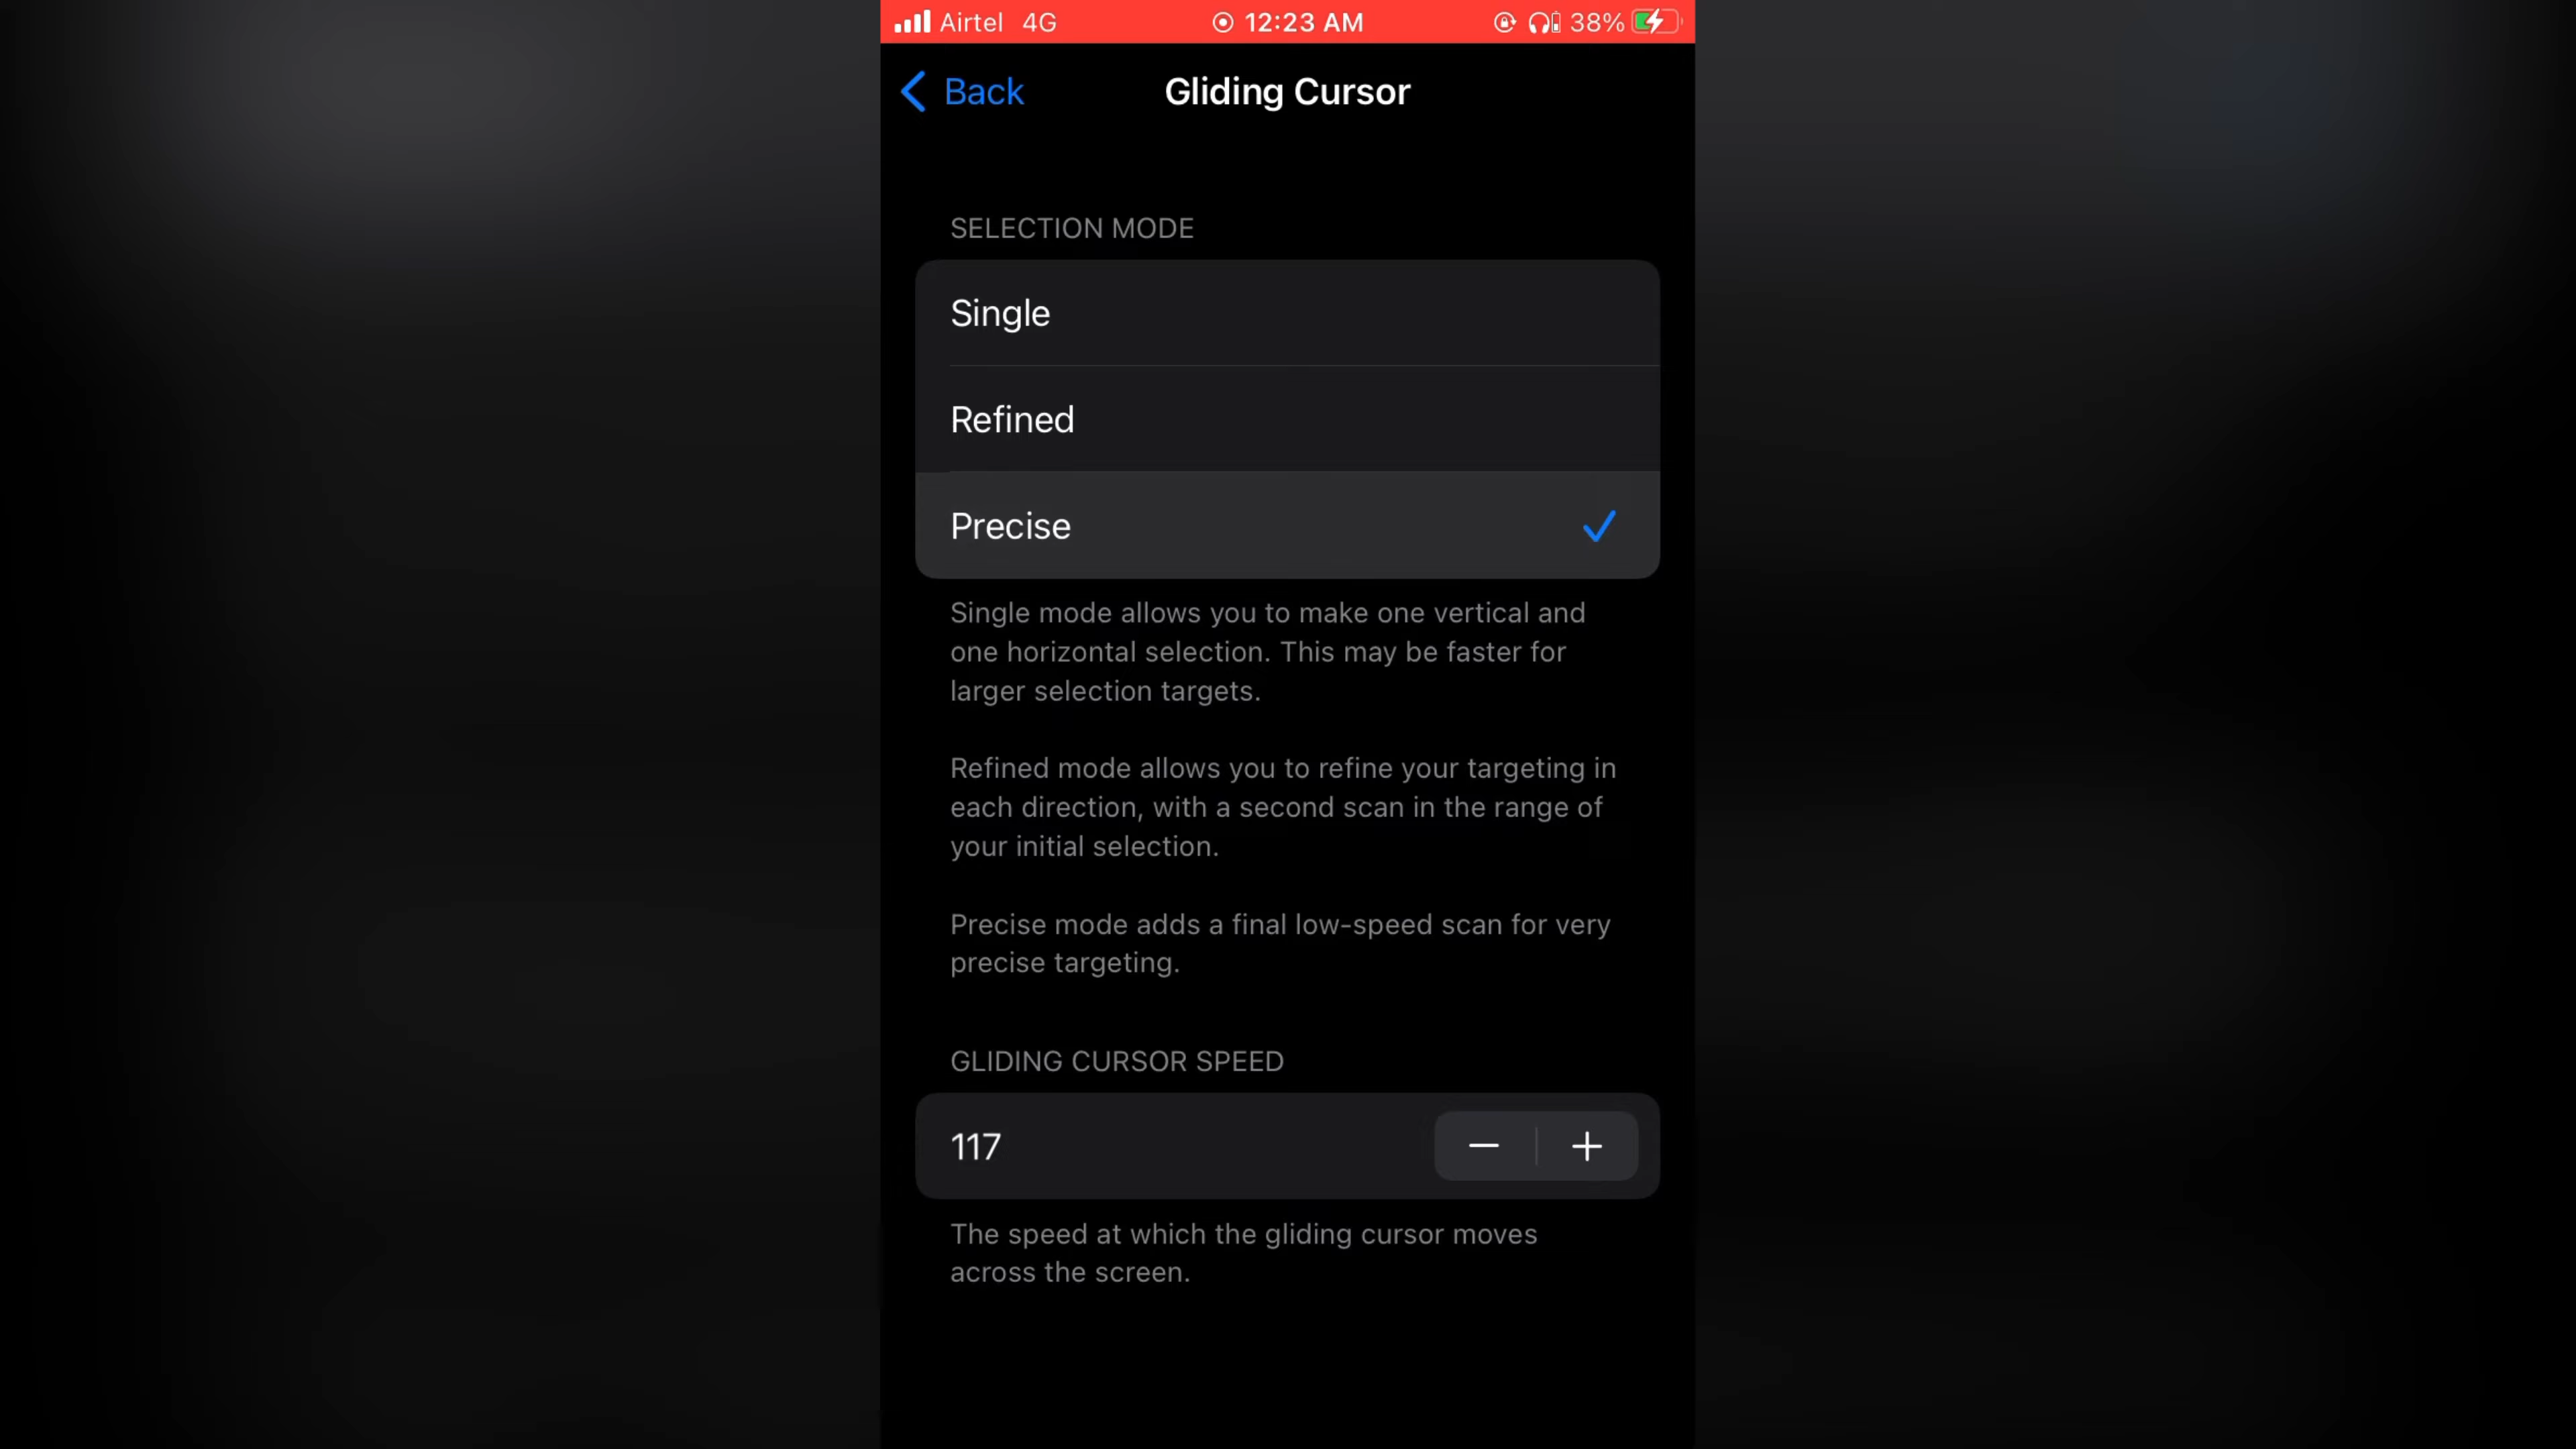 Airtel 4G 12:23 AM 38%
Back Gliding Cursor
SELECTION MODE
Single
Refined
Precise
Single mode allows you to make one vertical and
one horizontal selection. This may be faster for
larger selection targets.
Refined mode allows you to refine your targeting in
each direction, with a second scan in the range of
your initial selection.
Precise mode adds a final low-speed scan for very
precise targeting.
GLIDING CURSOR SPEED
117
The speed at which the gliding cursor moves
across the screen.